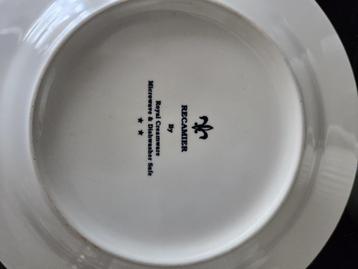 RECAMIER
By
Royal Creamware
Microwave & Dishwasher Safe